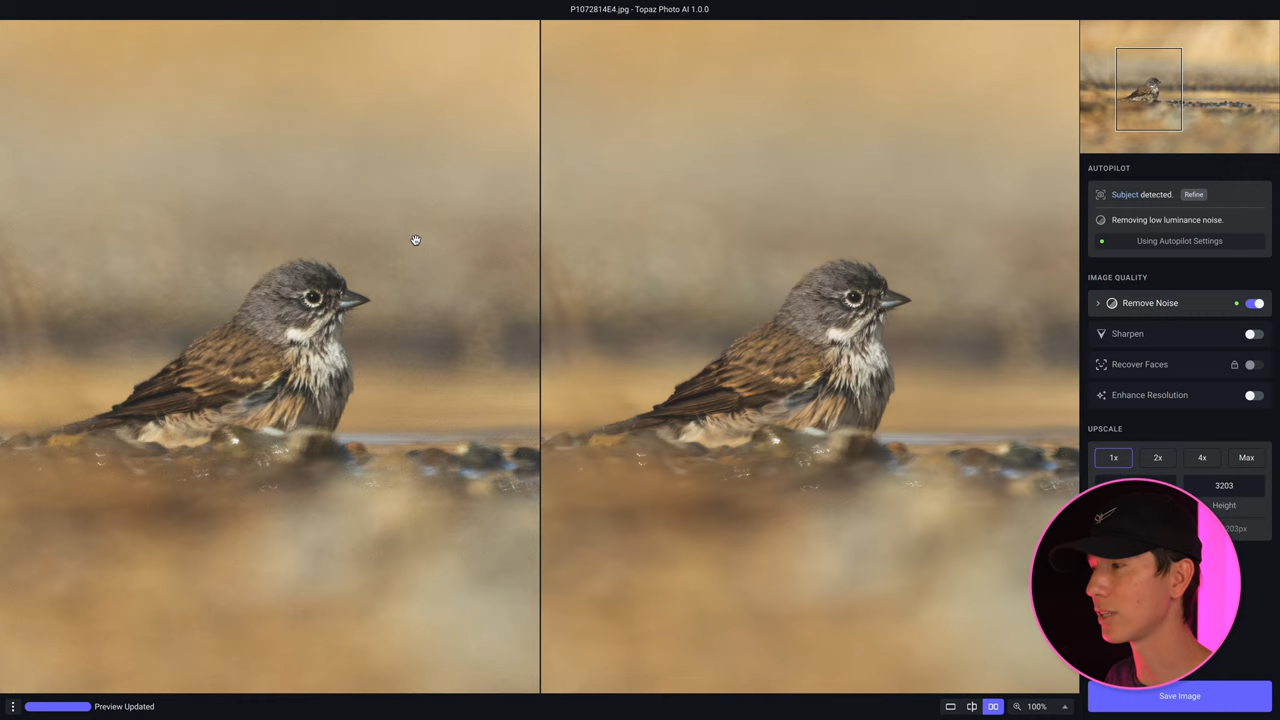 P1072814E4.jpg - Topaz Photo AI 1.0.0
AUTOPILOT
Subject detected. Refine
Removing low luminance noise.
Using Autopilot Settings
IMAGE QUALITY
Remove Noise
Sharpen
Recover Faces
Enhance Resolution
UPSCALE
1x 2x 4x Max
3203
Height
203px
Save Image
Preview Updated
100%